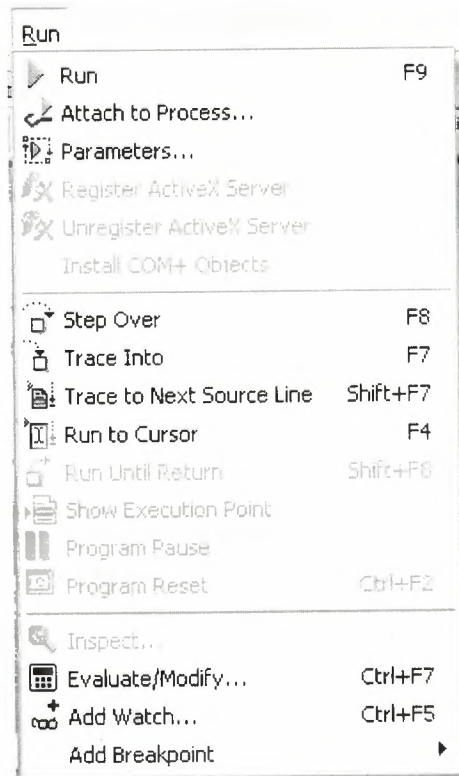 Run
Run F9
Attach to Process...
Parameters...
Register ActiveX Server
Unregister ActiveX Server
Install COM+ Objects
Step Over F8
Trace Into F7
Trace to Next Source Line Shift+F7
Run to Cursor F4
Run Until Return Shift+F8
Show Execution Point
Program Pause
Program Reset Ctrl+F2
Inspect...
Evaluate/Modify... Ctrl+F7
Add Watch... Ctrl+F5
Add Breakpoint